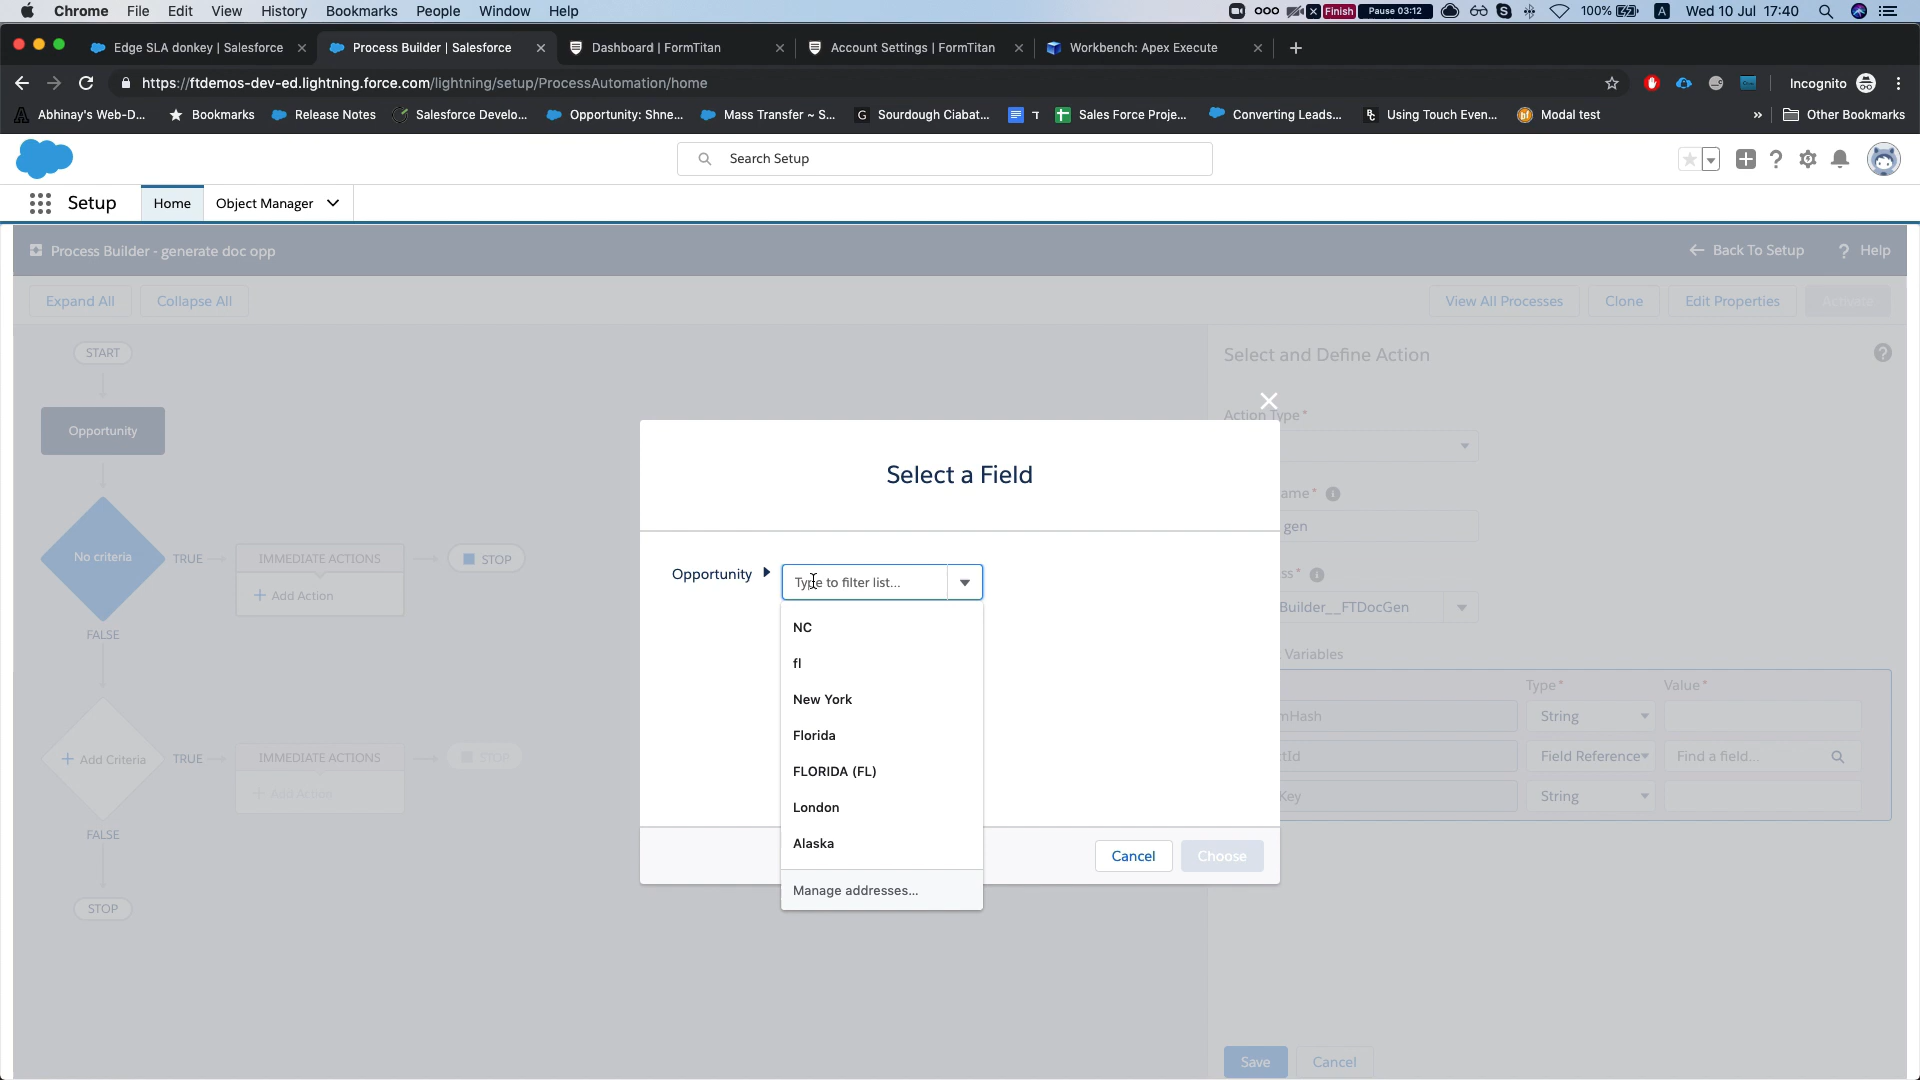 Chrome File Edit View History Bookmarks People Window Help Finish Pause 03:12 100% A Wed 10 Jul 17:40
Edge SLA donkey | Salesforce Process Builder | Salesforce Dashboard | FormTitan Account Settings | FormTitan Workbench: Apex Execute
https://ftdemos-dev-ed.lightning.force.com/lightning/setup/ProcessAutomation/home Incognito
Abhinay's Web-D... Bookmarks Release Notes Salesforce Develo... Opportunity: Shne... Mass Transfer ~ S... G Sourdough Ciabat... T Sales Force Proje... Converting Leads... Using Touch Even... Modal test » Other Bookmarks
Search Setup
Setup Home Object Manager
Process Builder - generate doc opp Back To Setup ? Help
Expand All Collapse All View All Processes Clone Edit Properties Activate
START
Select and Define Action
Action Type*
Opportunity
Select a Field
ame*
gen
No criteria TRUE IMMEDIATE ACTIONS STOP
+ Add Action
FALSE
Opportunity Type to filter list...
ss*
Builder__FTDocGen
NC
fl
New York
Florida
FLORIDA (FL)
London
Alaska
Manage addresses...
Variables
Type* Value*
mHash String
ctId Field Reference Find a field...
Key String
+ Add Criteria TRUE IMMEDIATE ACTIONS STOP
+ Add Action
FALSE
Cancel Choose
STOP
Save Cancel